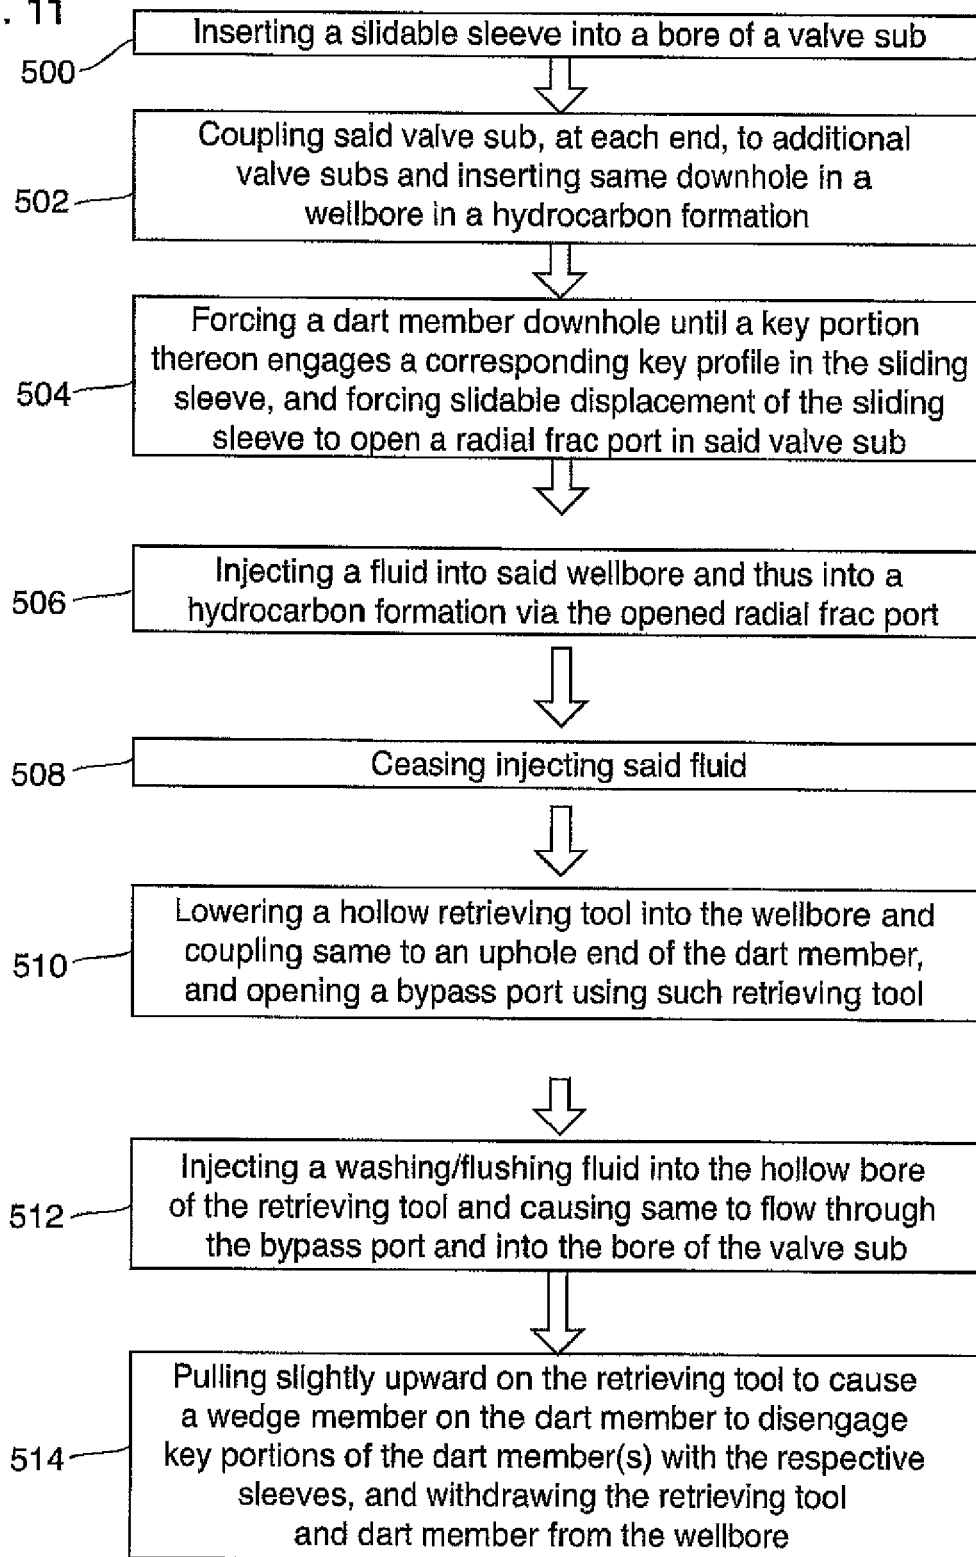 . 11
500
Inserting a slidable sleeve into a bore of a valve sub
502
Coupling said valve sub, at each end, to additional
valve subs and inserting same downhole in a
wellbore in a hydrocarbon formation
504
Forcing a dart member downhole until a key portion
thereon engages a corresponding key profile in the sliding
sleeve, and forcing slidable displacement of the sliding
sleeve to open a radial frac port in said valve sub
506
Injecting a fluid into said wellbore and thus into a
hydrocarbon formation via the opened radial frac port
508
Ceasing injecting said fluid
510
Lowering a hollow retrieving tool into the wellbore and
coupling same to an uphole end of the dart member,
and opening a bypass port using such retrieving tool
512
Injecting a washing/flushing fluid into the hollow bore
of the retrieving tool and causing same to flow through
the bypass port and into the bore of the valve sub
514
Pulling slightly upward on the retrieving tool to cause
a wedge member on the dart member to disengage
key portions of the dart member(s) with the respective
sleeves, and withdrawing the retrieving tool
and dart member from the wellbore